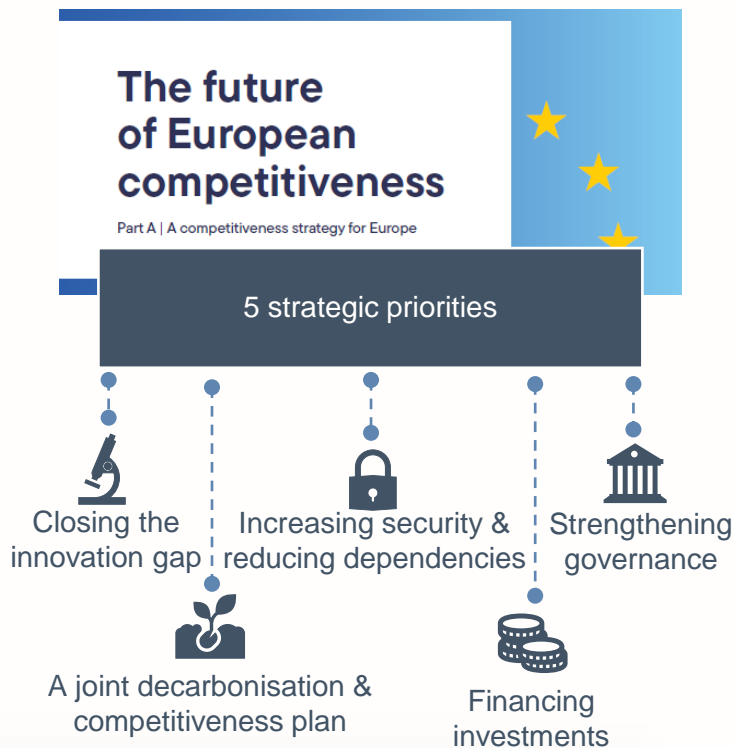 The future
of European
competitiveness
Part A | A competitiveness strategy for Europe
5 strategic priorities
Closing the
innovation gap
Increasing security &
reducing dependencies
Strengthening
governance
A joint decarbonisation &
competitiveness plan
Financing
investments